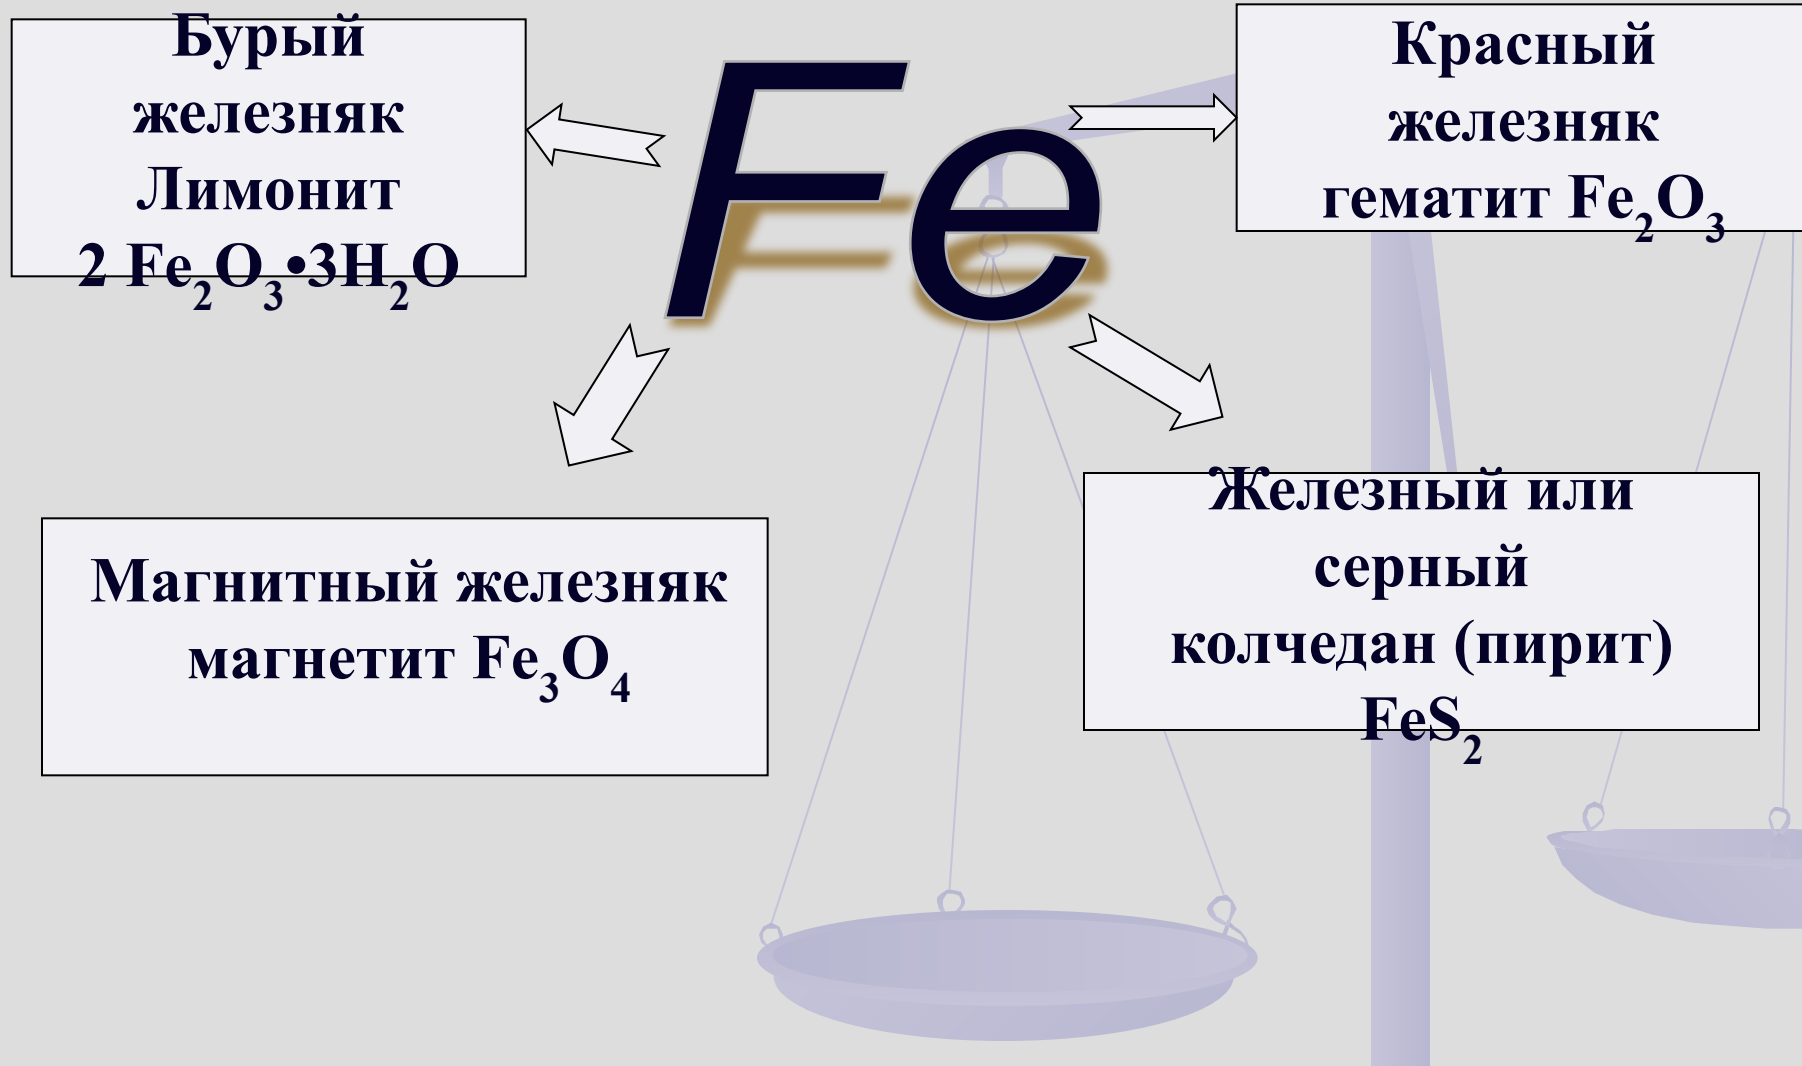 Бурый
железняк
Лимонит
2 Fe₂O₃•3H₂O
Fe
Красный
железняк
гематит Fe₂O₃
Магнитный железняк
магнетит Fe₃O₄
Железный или
серный
колчедан (пирит)
FeS₂